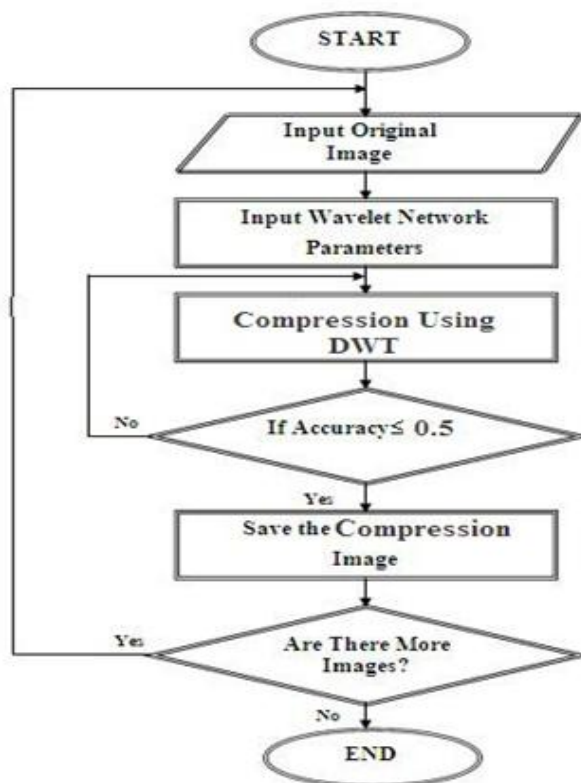 START
Input Original
Image
Input Wavelet Network
Parameters
Compression Using
DWT
If Accuracy≤ 0.5
No
Yes
Save the Compression
Image
Are There More
Images?
Yes
No
END